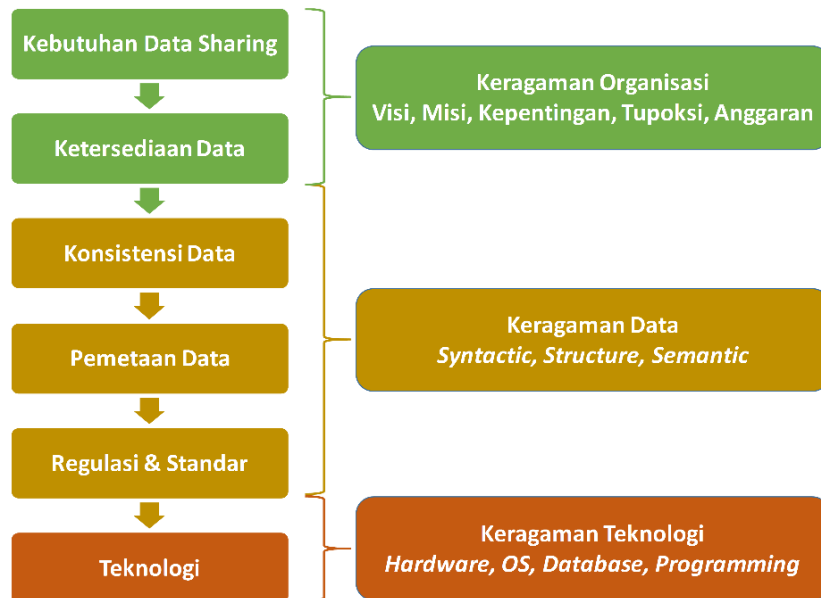 Kebutuhan Data Sharing
Ketersediaan Data
Konsistensi Data
Pemetaan Data
Regulasi & Standar
Teknologi
Keragaman Organisasi
Visi, Misi, Kepentingan, Tupoksi, Anggaran
Keragaman Data
Syntactic, Structure, Semantic
Keragaman Teknologi
Hardware, OS, Database, Programming